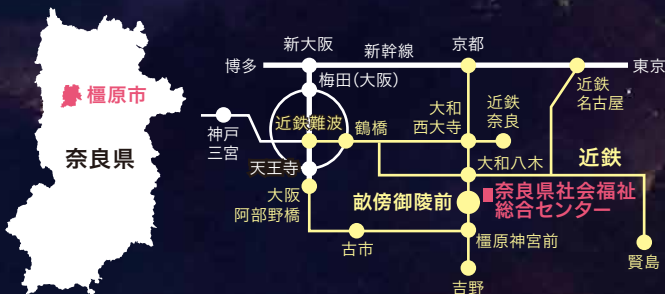 橿原市
奈良県
新大阪
新幹線
京都
博多
東京
梅田(大阪)
近鉄
名古屋
神戸
三宮
近鉄難波
鶴橋
大和
西大寺
近鉄
奈良
天王寺
大和八木
近鉄
大阪
阿部野橋
畝傍御陵前
奈良県社会福祉
総合センター
古市
橿原神宮前
賢島
吉野